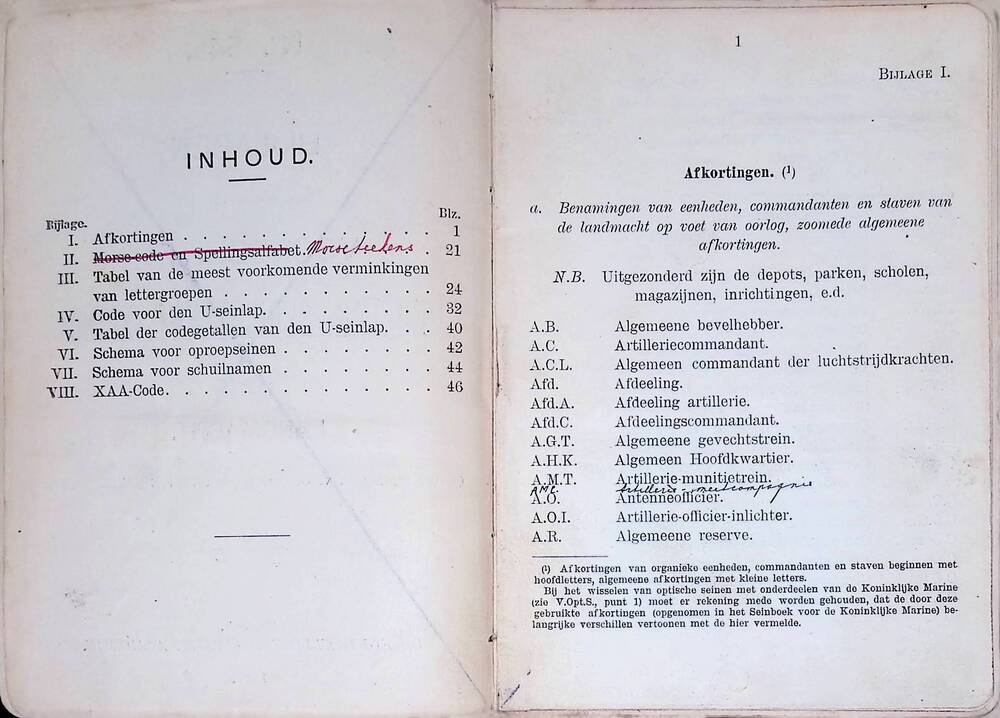 INHOUD.
Bijlage. Blz.
I. Afkortingen . . . . . . . . . . . . . . 1
II. Morse-code en Spellingsalfabet. Morseteekens . 21
III. Tabel van de meest voorkomende verminkingen
van lettergroepen . . . . . . . . . . . 24
IV. Code voor den U-seinlap. . . . . . . . . 32
V. Tabel der codegetallen van den U-seinlap. . . 40
VI. Schema voor oproepseinen . . . . . . . . 42
VII. Schema voor schuilnamen . . . . . . . . 44
VIII. XAA-Code. . . . . . . . . . . . . . . 46
1
BIJLAGE I.
Afkortingen. (¹)
a. Benamingen van eenheden, commandanten en staven van
de landmacht op voet van oorlog, zoomede algemeene
afkortingen.
N.B. Uitgezonderd zijn de depots, parken, scholen,
magazijnen, inrichtingen, e.d.
A.B. Algemeene bevelhebber.
A.C. Artilleriecommandant.
A.C.L. Algemeen commandant der luchtstrijdkrachten.
Afd. Afdeeling.
Afd.A. Afdeeling artillerie.
Afd.C. Afdeelingscommandant.
A.G.T. Algemeene gevechtstrein.
A.H.K. Algemeen Hoofdkwartier.
A.M.T. Artillerie-munitietrein.
AMC. Artillerie-meetcompagnie
A.O. Antenneofficier.
A.O.I. Artillerie-officier-inlichter.
A.R. Algemeene reserve.
(¹) Afkortingen van organieke eenheden, commandanten en staven beginnen met
hoofdletters, algemeene afkortingen met kleine letters.
Bij het wisselen van optische seinen met onderdeelen van de Koninklijke Marine
(zie V.Opt.S., punt 1) moet er rekening mede worden gehouden, dat de door deze
gebruikte afkortingen (opgenomen in het Seinboek voor de Koninklijke Marine) be-
langrijke verschillen vertoonen met de hier vermelde.